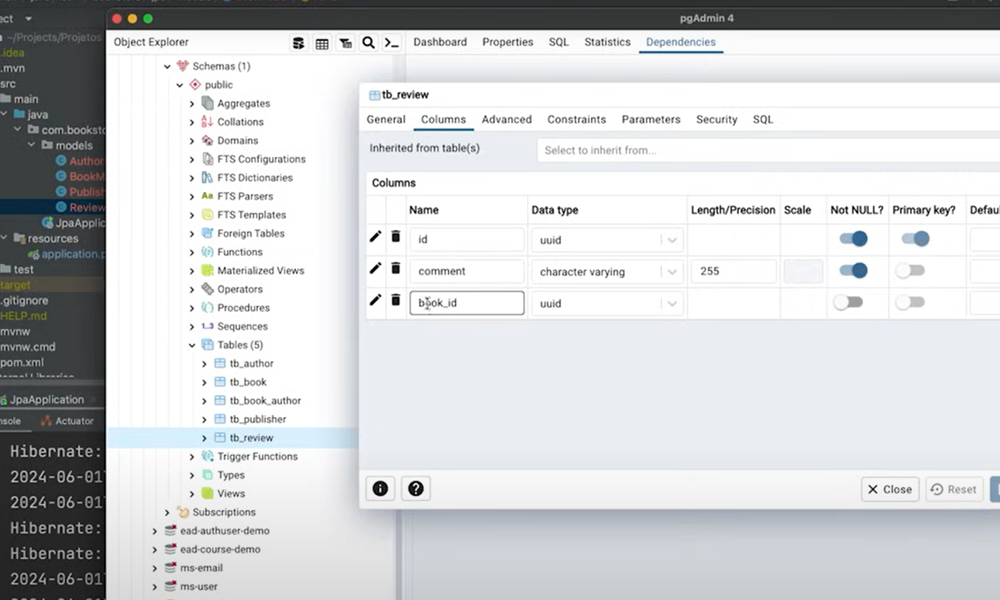 ect
~/Projects/Projetos
.idea
.mvn
src
main
java
com.booksto
models
Author
BookM
Publish
Review
JpaApplic
resources
application.p
test
target
.gitignore
HELP.md
mvnw
mvnw.cmd
pom.xml
JpaApplication
nsole Actuator
Hibernate:
2024-06-01T
2024-06-01T
Hibernate:
Hibernate:
2024-06-01T
pgAdmin 4
Object Explorer
Dashboard Properties SQL Statistics Dependencies
Schemas (1)
public
Aggregates
Collations
Domains
FTS Configurations
FTS Dictionaries
Aa FTS Parsers
FTS Templates
Foreign Tables
Functions
Materialized Views
Operators
Procedures
1..3 Sequences
Tables (5)
tb_author
tb_book
tb_book_author
tb_publisher
tb_review
Trigger Functions
Types
Views
Subscriptions
ead-authuser-demo
ead-course-demo
ms-email
ms-user
tb_review
General Columns Advanced Constraints Parameters Security SQL
Inherited from table(s) Select to inherit from...
Columns
Name Data type Length/Precision Scale Not NULL? Primary key? Defau
id uuid
comment character varying 255
book_id uuid
Close Reset